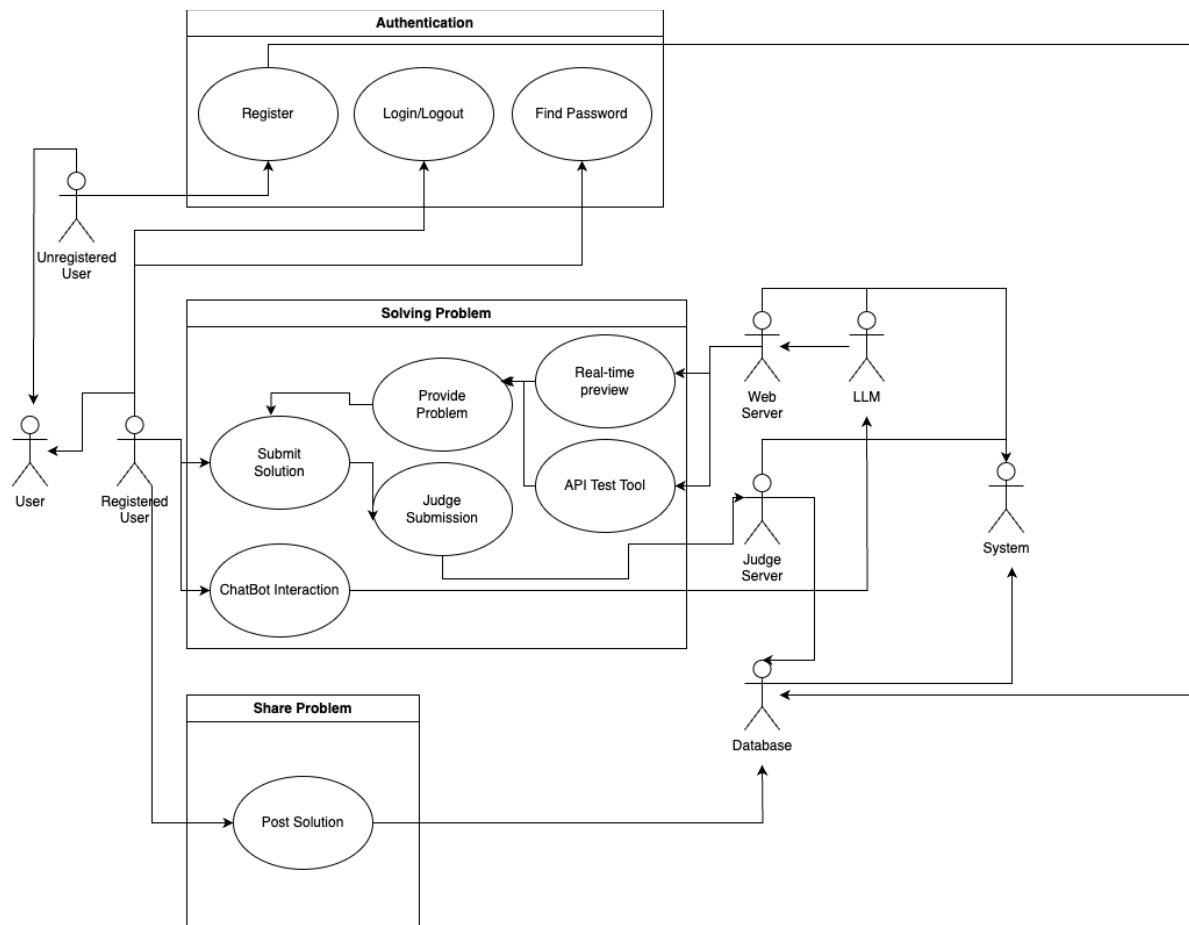 Authentication
Register
Login/Logout
Find Password
Unregistered
User
Solving Problem
Real-time
preview
Provide
Problem
Web
Server
LLM
Submit
Solution
API Test Tool
Judge
Submission
User
Registered
User
Judge
Server
System
ChatBot Interaction
Share Problem
Database
Post Solution